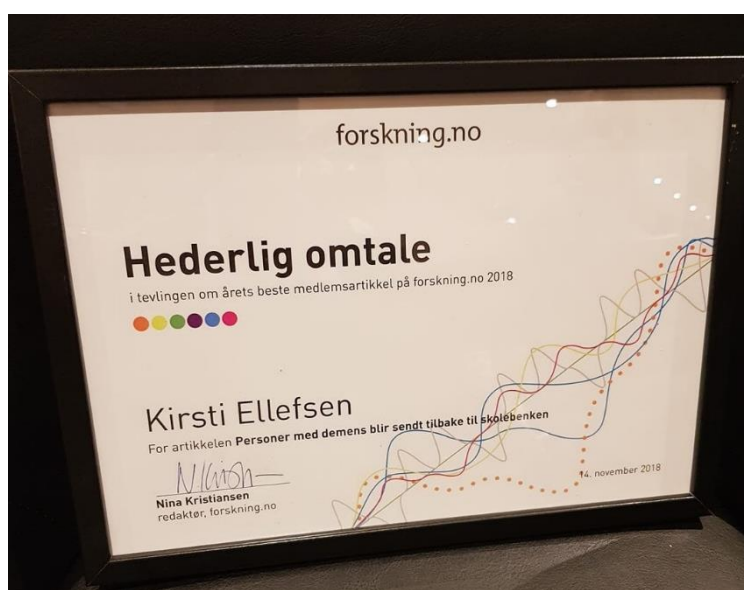 forskning.no
Hederlig omtale
i tevlingen om årets beste medlemsartikkel på forskning.no 2018
Kirsti Ellefsen
For artikkelen Personer med demens blir sendt tilbake til skolebenken
Nina Kristiansen
redaktør, forskning.no
14. november 2018